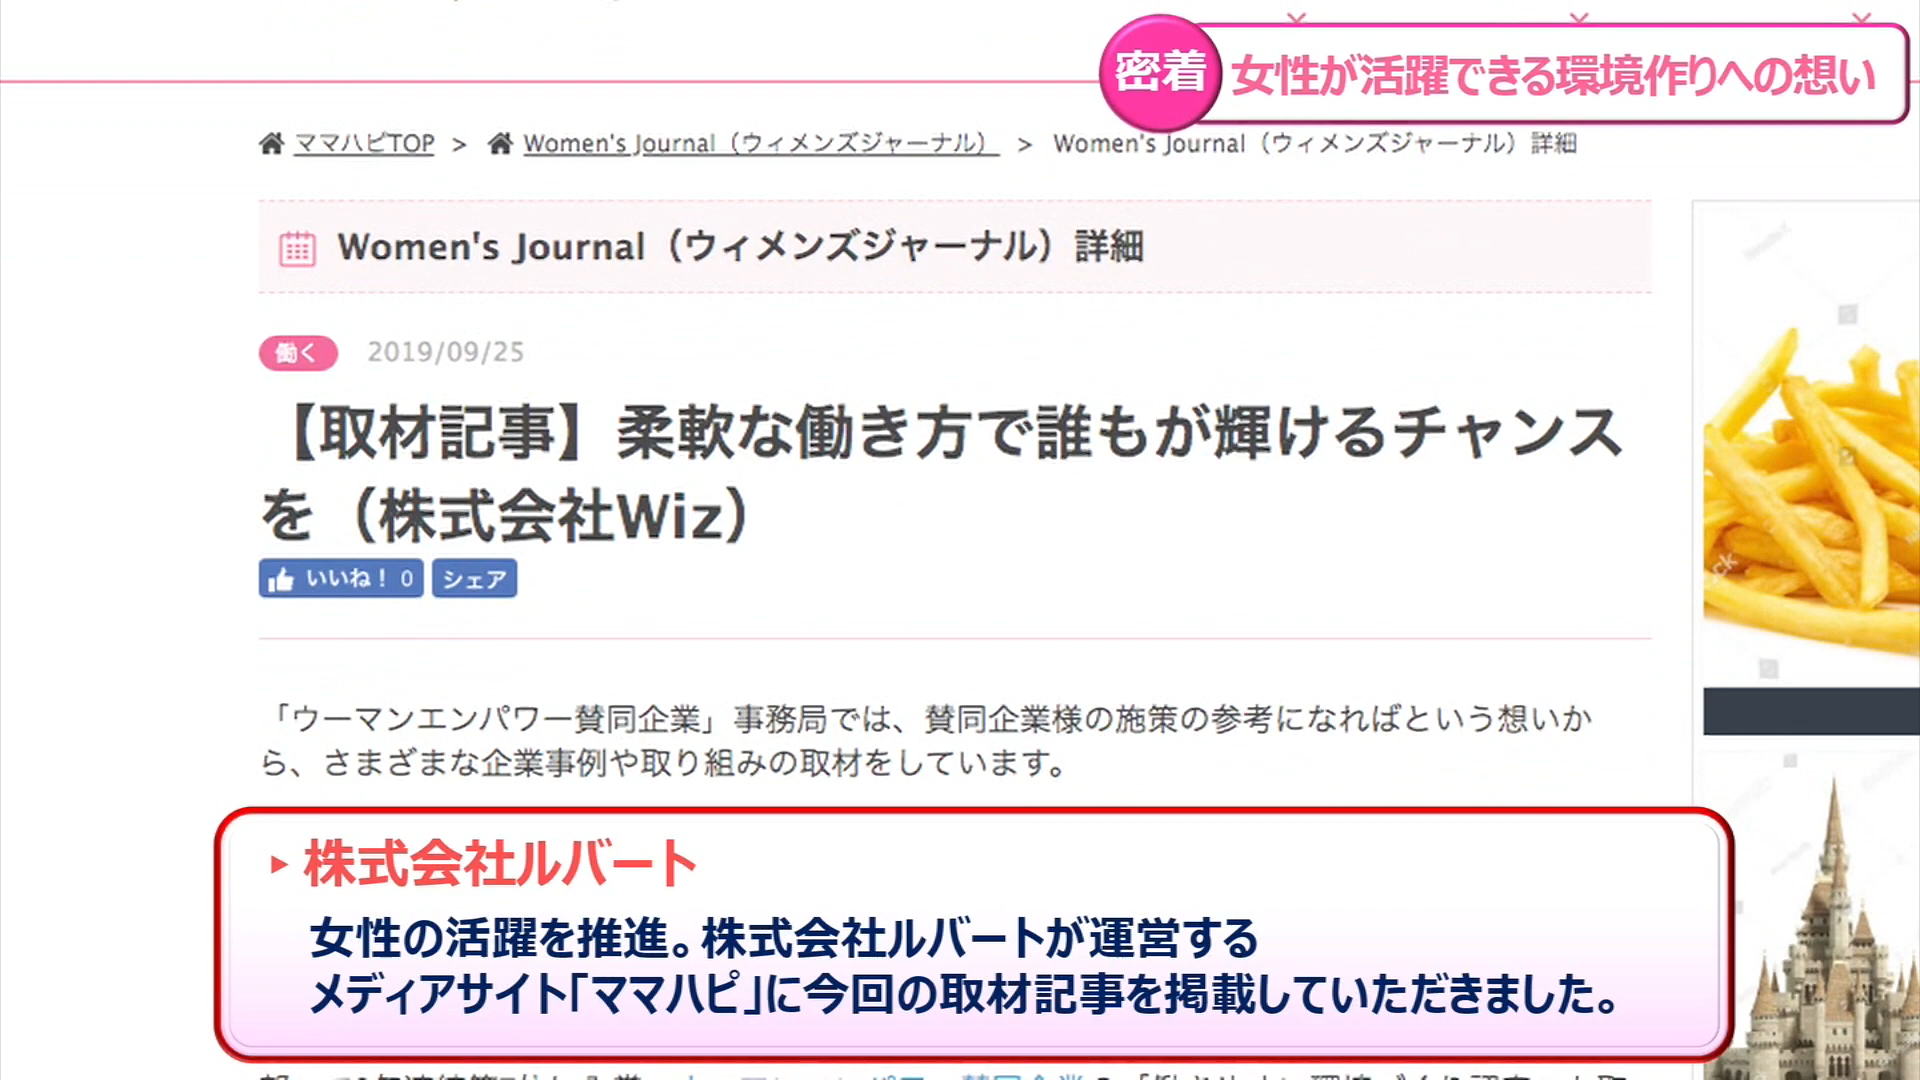 密着 女性が活躍できる環境作りへの想い
ママハピTOP > Women's Journal（ウィメンズジャーナル） > Women's Journal（ウィメンズジャーナル）詳細
Women's Journal（ウィメンズジャーナル）詳細
働く 2019/09/25
【取材記事】柔軟な働き方で誰もが輝けるチャンス
を（株式会社Wiz）
いいね！ 0 シェア
「ウーマンエンパワー賛同企業」事務局では、賛同企業様の施策の参考になればという想いか
ら、さまざまな企業事例や取り組みの取材をしています。
▸ 株式会社ルバート
女性の活躍を推進。株式会社ルバートが運営する
メディアサイト「ママハピ」に今回の取材記事を掲載していただきました。